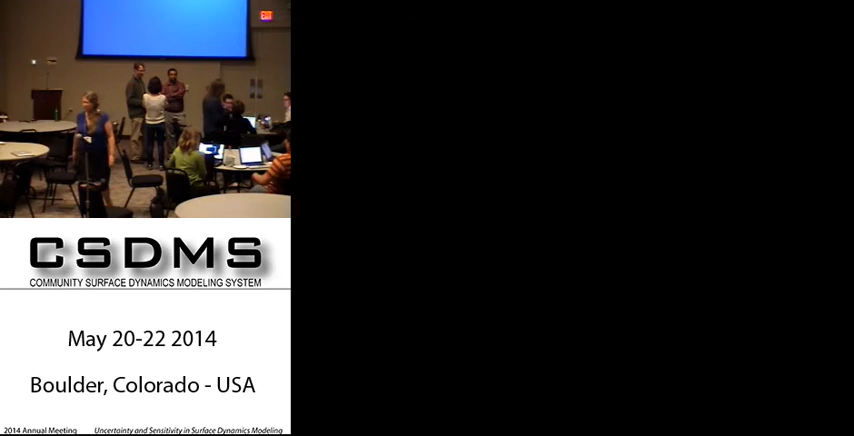 EXIT
CSDMS
COMMUNITY SURFACE DYNAMICS MODELING SYSTEM
May 20-22 2014
Boulder, Colorado - USA
2014 Annual Meeting Uncertainty and Sensitivity in Surface Dynamics Modeling